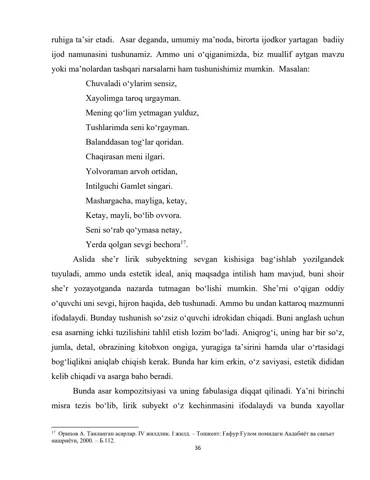 ruhiga ta’sir etadi.  Asar deganda, umumiy ma’noda, birorta ijodkor yartagan  badiiy
ijod namunasini tushunamiz. Ammo uni o‘qiganimizda, biz muallif aytgan mavzu
yoki ma’nolardan tashqari narsalarni ham tushunishimiz mumkin.  Masalan:
Chuvaladi o‘ylarim sensiz,
Xayolimga taroq urgayman.
Mening qo‘lim yetmagan yulduz,
Tushlarimda seni ko‘rgayman.
Balanddasan tog‘lar qoridan.
Chaqirasan meni ilgari.
Yolvoraman arvoh ortidan,
Intilguchi Gamlet singari.
Mashargacha, mayliga, ketay,
Ketay, mayli, bo‘lib ovvora.
Seni so‘rab qo‘ymasa netay,
Yerda qolgan sevgi bechora¹⁷.
Aslida she’r lirik subyektning sevgan kishisiga bag‘ishlab yozilgandek
tuyuladi, ammo unda estetik ideal, aniq maqsadga intilish ham mavjud, buni shoir
she’r yozayotganda nazarda tutmagan bo‘lishi mumkin. She’rni o‘qigan oddiy
o‘quvchi uni sevgi, hijron haqida, deb tushunadi. Ammo bu undan kattaroq mazmunni
ifodalaydi. Bunday tushunish so‘zsiz o‘quvchi idrokidan chiqadi. Buni anglash uchun
esa asarning ichki tuzilishini tahlil etish lozim bo‘ladi. Aniqrog‘i, uning har bir so‘z,
jumla, detal, obrazining kitobxon ongiga, yuragiga ta’sirini hamda ular o‘rtasidagi
bog‘liqlikni aniqlab chiqish kerak. Bunda har kim erkin, o‘z saviyasi, estetik dididan
kelib chiqadi va asarga baho beradi.
Bunda asar kompozitsiyasi va uning fabulasiga diqqat qilinadi. Ya’ni birinchi
misra tezis bo‘lib, lirik subyekt o‘z kechinmasini ifodalaydi va bunda xayollar
¹⁷ Орипов А. Танланган асарлар. IV жилдлик. I жилд. – Тошкент: Ғафур Ғулом номидаги Аадабиёт ва санъат
нашриёти, 2000. – Б.112.
36